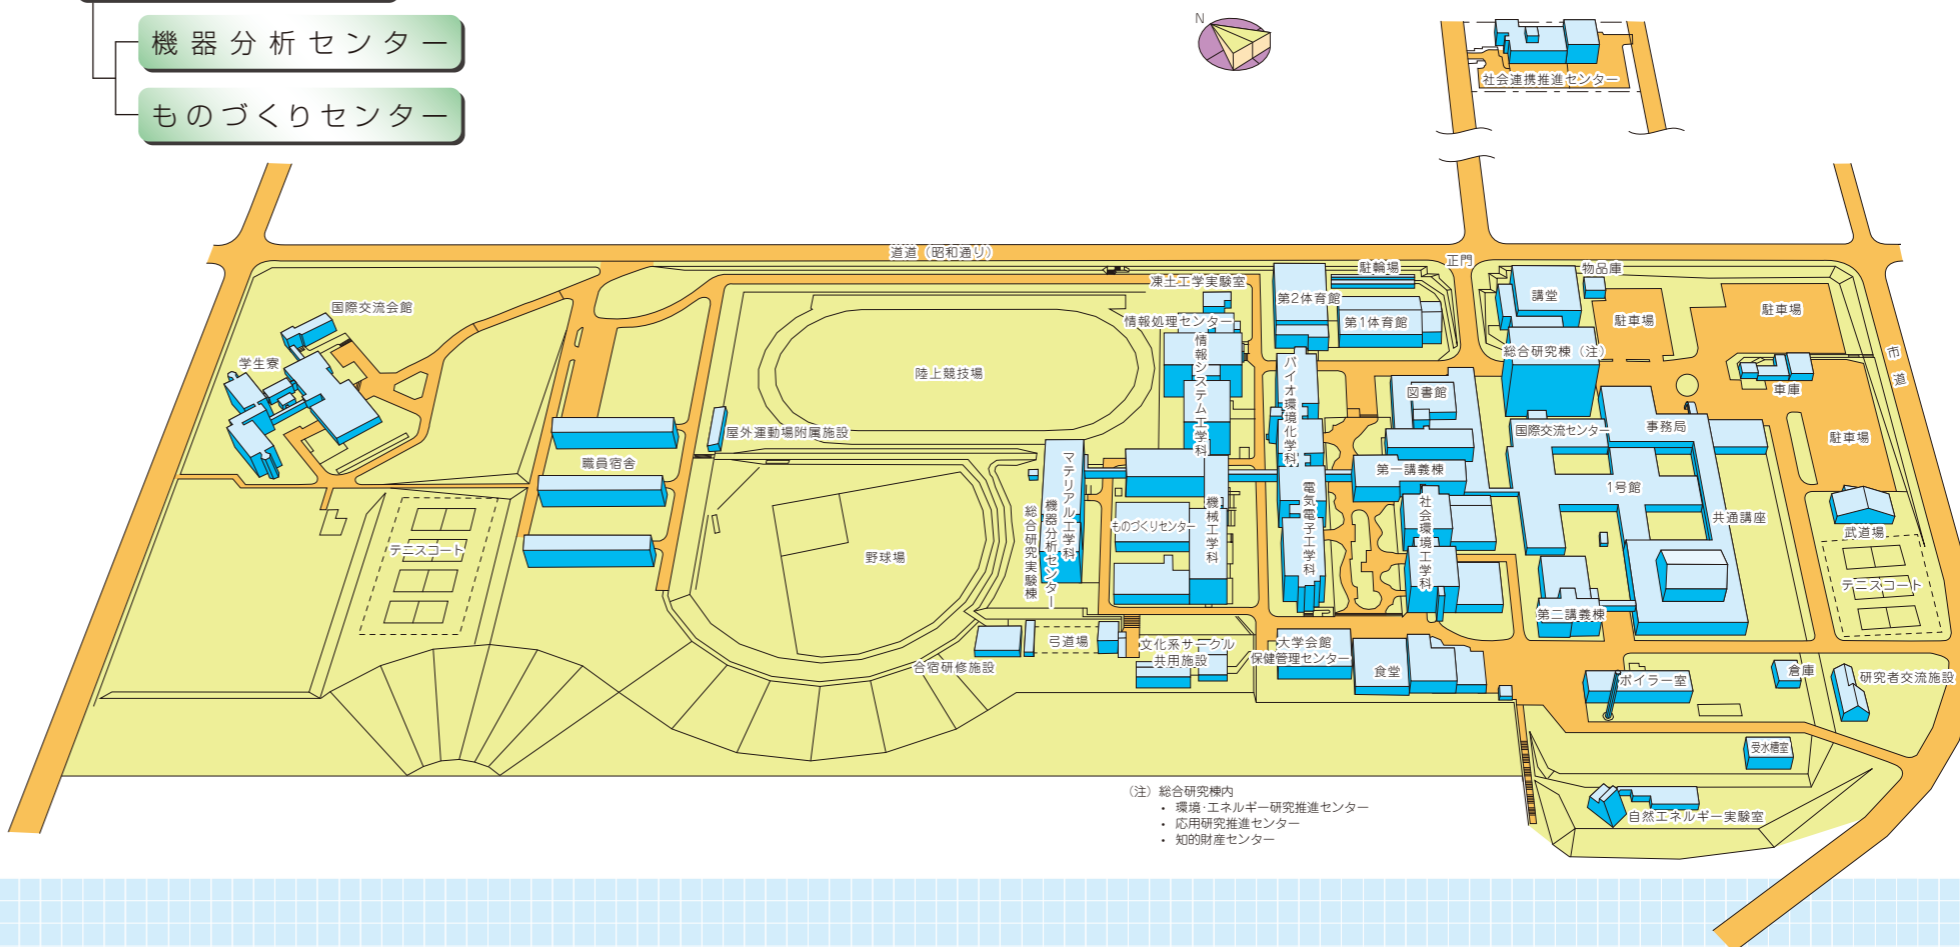 機器分析センター
ものづくりセンター
N
社会連携推進センター
道道（昭和通り）
正門
国際交流会館
学生寮
職員宿舎
屋外運動場附属施設
陸上競技場
凍土工学実験室
情報処理センター
情報システム工学科
第2体育館
駐輪場
第1体育館
バイオ環境化学科
図書館
講堂
物品庫
駐車場
駐車場
総合研究棟（注）
車庫
市道
国際交流センター
事務局
駐車場
テニスコート
野球場
マテリアル工学科
機器分析センター
総合研究実験棟
ものづくりセンター
機械工学科
電気電子工学科
第一講義棟
社会環境工学科
1号館
共通講座
武道場
テニスコート
第二講義棟
合宿研修施設
弓道場
文化系サークル
共用施設
大学会館
保健管理センター
食堂
ボイラー室
倉庫
研究者交流施設
受水槽室
自然エネルギー実験室
（注）総合研究棟内
・ 環境・エネルギー研究推進センター
・ 応用研究推進センター
・ 知的財産センター